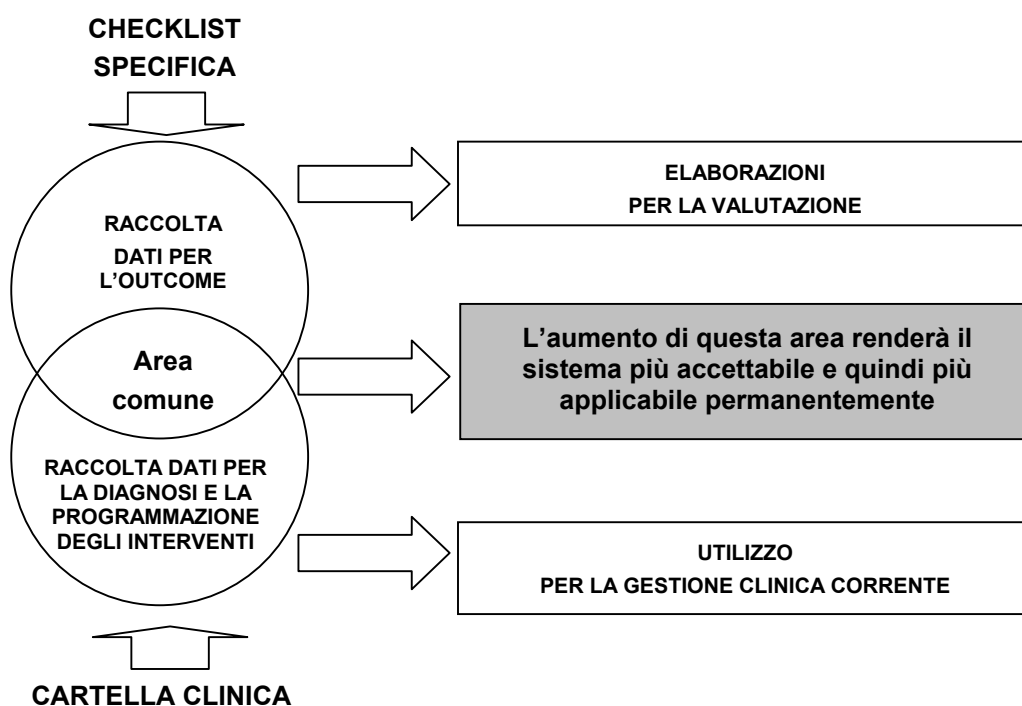 CHECKLIST
SPECIFICA
RACCOLTA
DATI PER
L’OUTCOME
ELABORAZIONI
PER LA VALUTAZIONE
Area
comune
L’aumento di questa area renderà il
sistema più accettabile e quindi più
applicabile permanentemente
RACCOLTA DATI PER
LA DIAGNOSI E LA
PROGRAMMAZIONE
DEGLI INTERVENTI
UTILIZZO
PER LA GESTIONE CLINICA CORRENTE
CARTELLA CLINICA